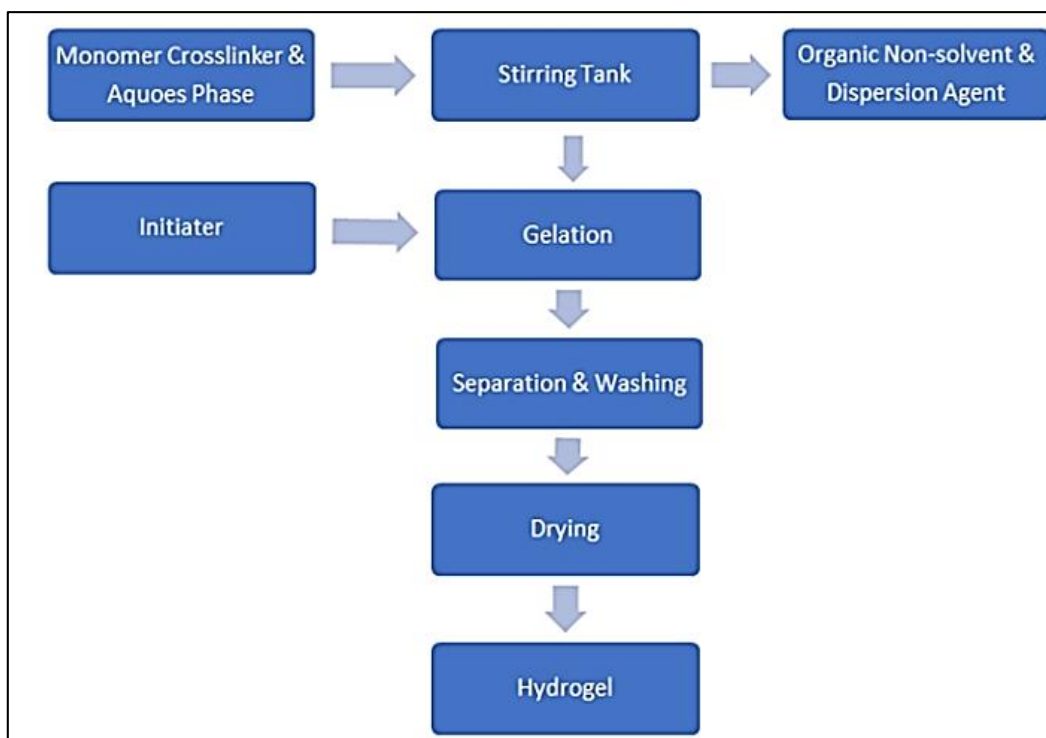 Monomer Crosslinker &
Aquoes Phase
Stirring Tank
Organic Non-solvent &
Dispersion Agent
Initiater
Gelation
Separation & Washing
Drying
Hydrogel